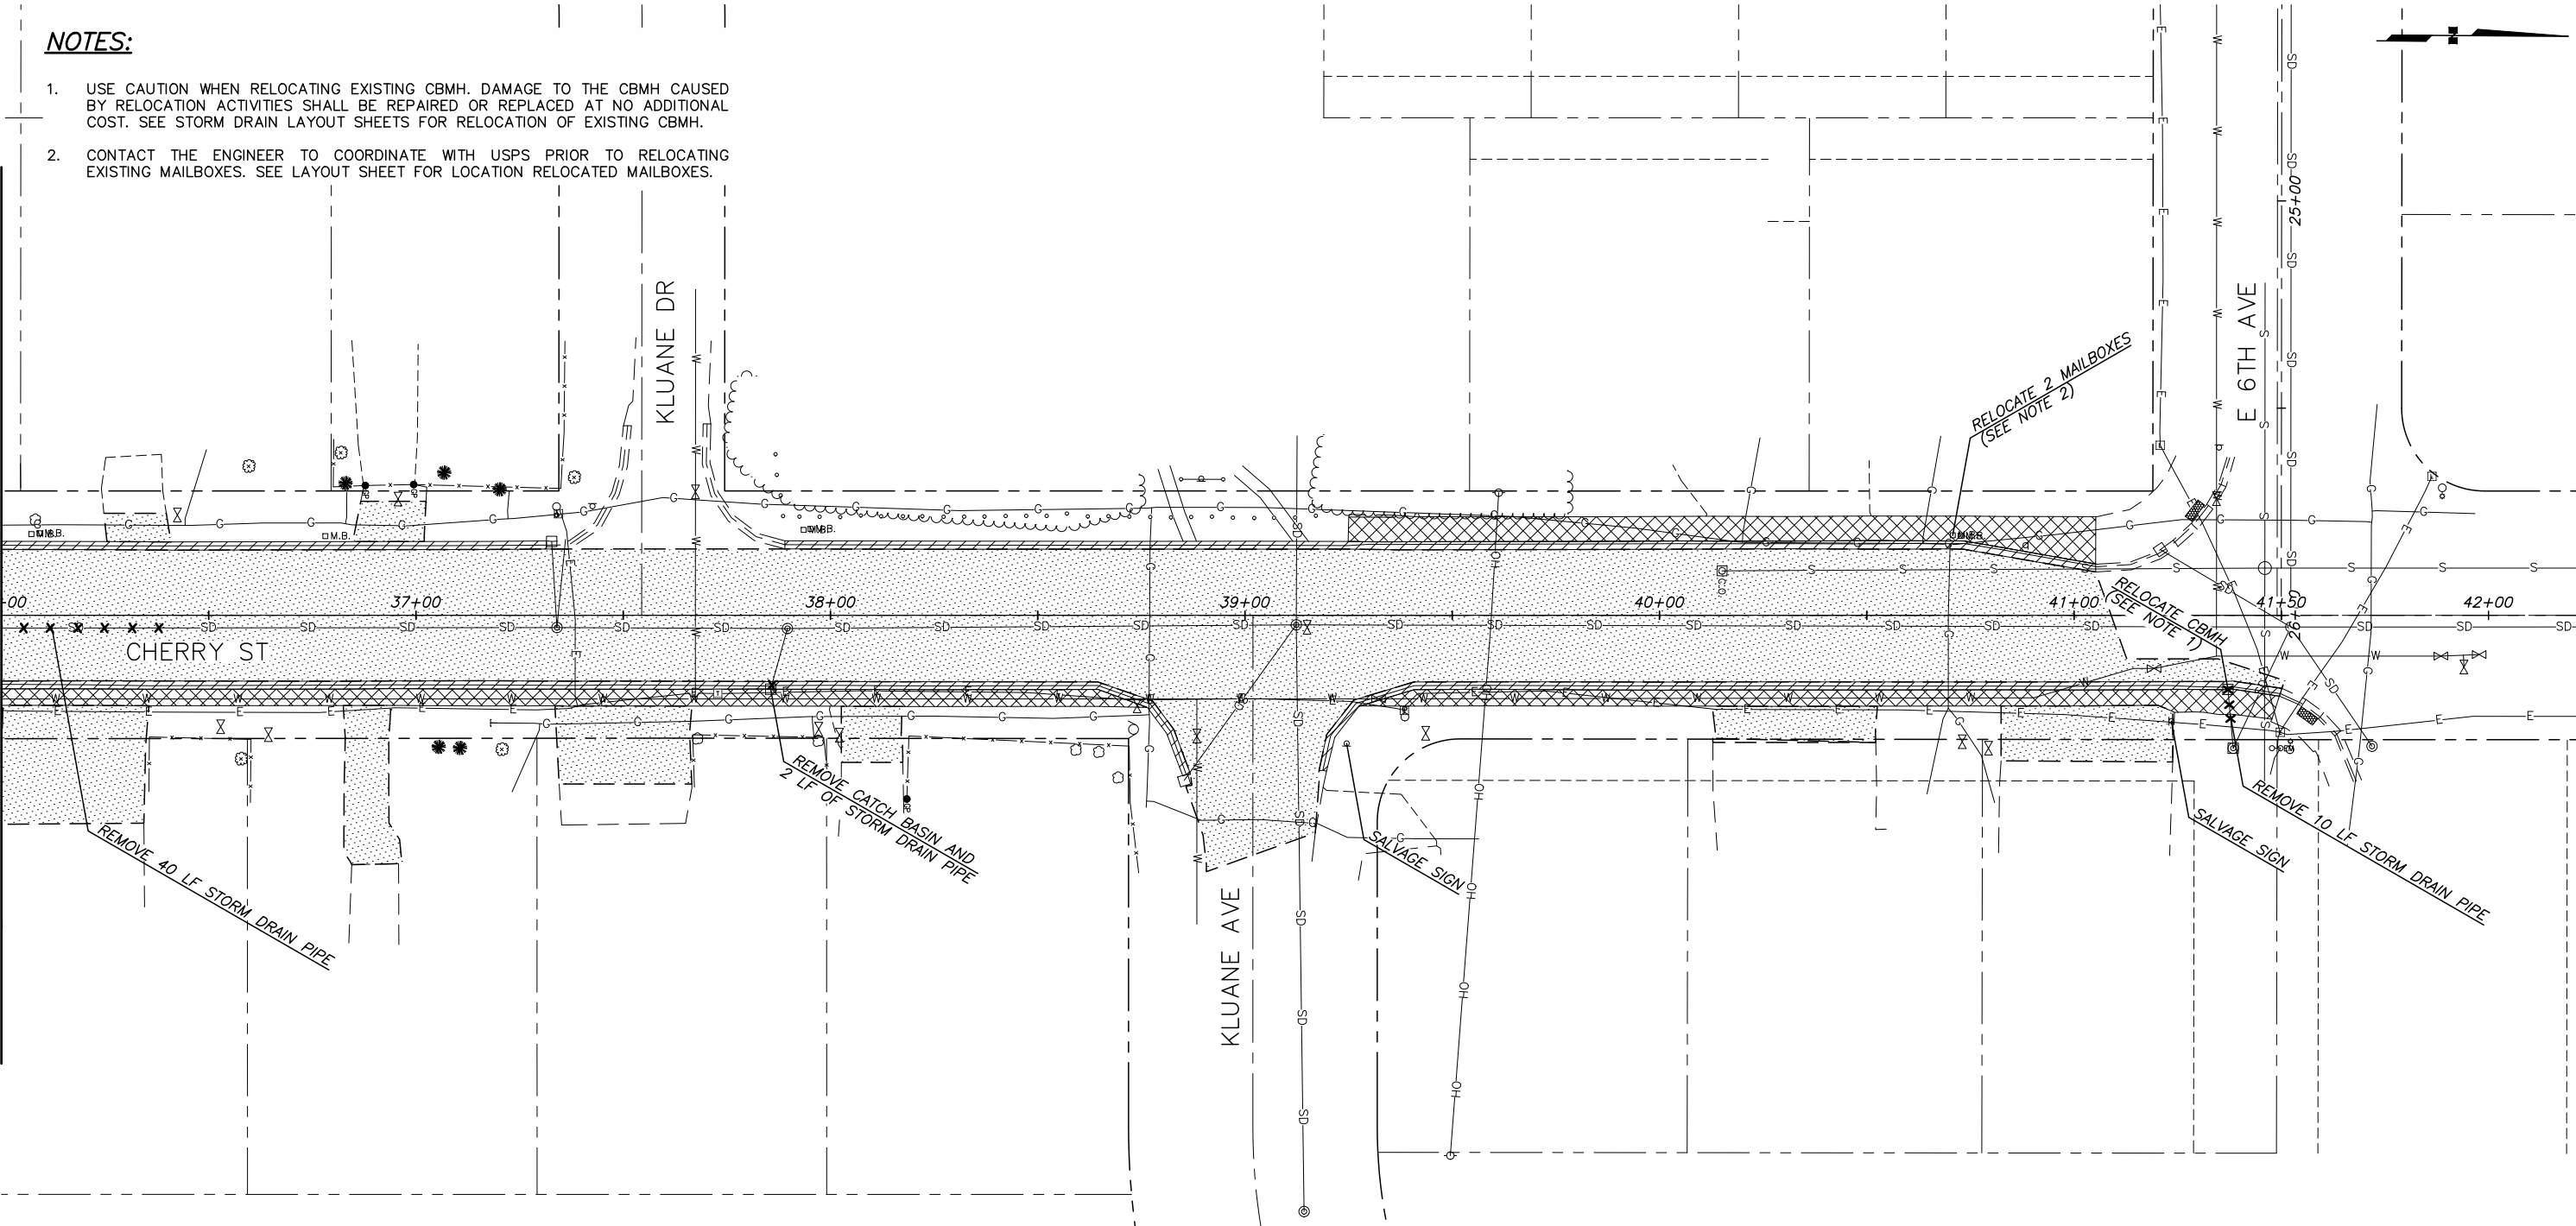 NOTES:
1. USE CAUTION WHEN RELOCATING EXISTING CBMH. DAMAGE TO THE CBMH CAUSED
BY RELOCATION ACTIVITIES SHALL BE REPAIRED OR REPLACED AT NO ADDITIONAL
COST. SEE STORM DRAIN LAYOUT SHEETS FOR RELOCATION OF EXISTING CBMH.
2. CONTACT THE ENGINEER TO COORDINATE WITH USPS PRIOR TO RELOCATING
EXISTING MAILBOXES. SEE LAYOUT SHEET FOR LOCATION RELOCATED MAILBOXES.
KLUANE DR
E 6TH AVE
25+00
RELOCATE 2 MAILBOXES
(SEE NOTE 2)
M.B.
M.B.
M.B.
GP
GP
C.O
-00
37+00
38+00
39+00
40+00
41+00
41+50
42+00
26+00
RELOCATE CBMH
(SEE NOTE 1)
CHERRY ST
REMOVE 40 LF STORM DRAIN PIPE
REMOVE CATCH BASIN AND
2 LF OF STORM DRAIN PIPE
GP
SALVAGE SIGN
SALVAGE SIGN
REMOVE 10 LF STORM DRAIN PIPE
KLUANE AVE